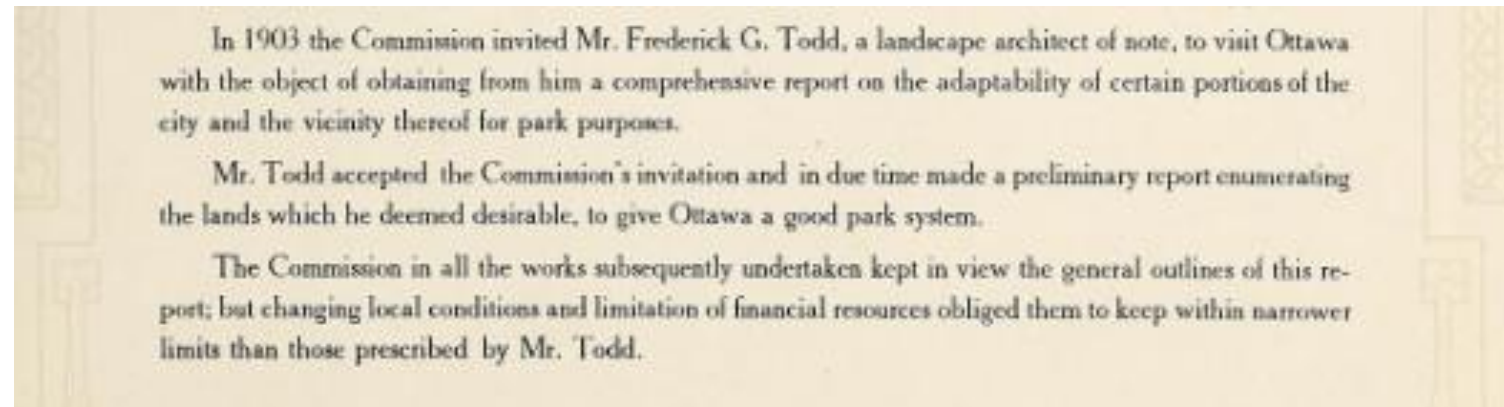 In 1903 the Commission invited Mr. Frederick G. Todd, a landscape architect of note, to visit Ottawa
with the object of obtaining from him a comprehensive report on the adaptability of certain portions of the
city and the vicinity thereof for park purposes.
Mr. Todd accepted the Commission's invitation and in due time made a preliminary report enumerating
the lands which he deemed desirable, to give Ottawa a good park system.
The Commission in all the works subsequently undertaken kept in view the general outlines of this re-
port; but changing local conditions and limitation of financial resources obliged them to keep within narrower
limits than those prescribed by Mr. Todd.